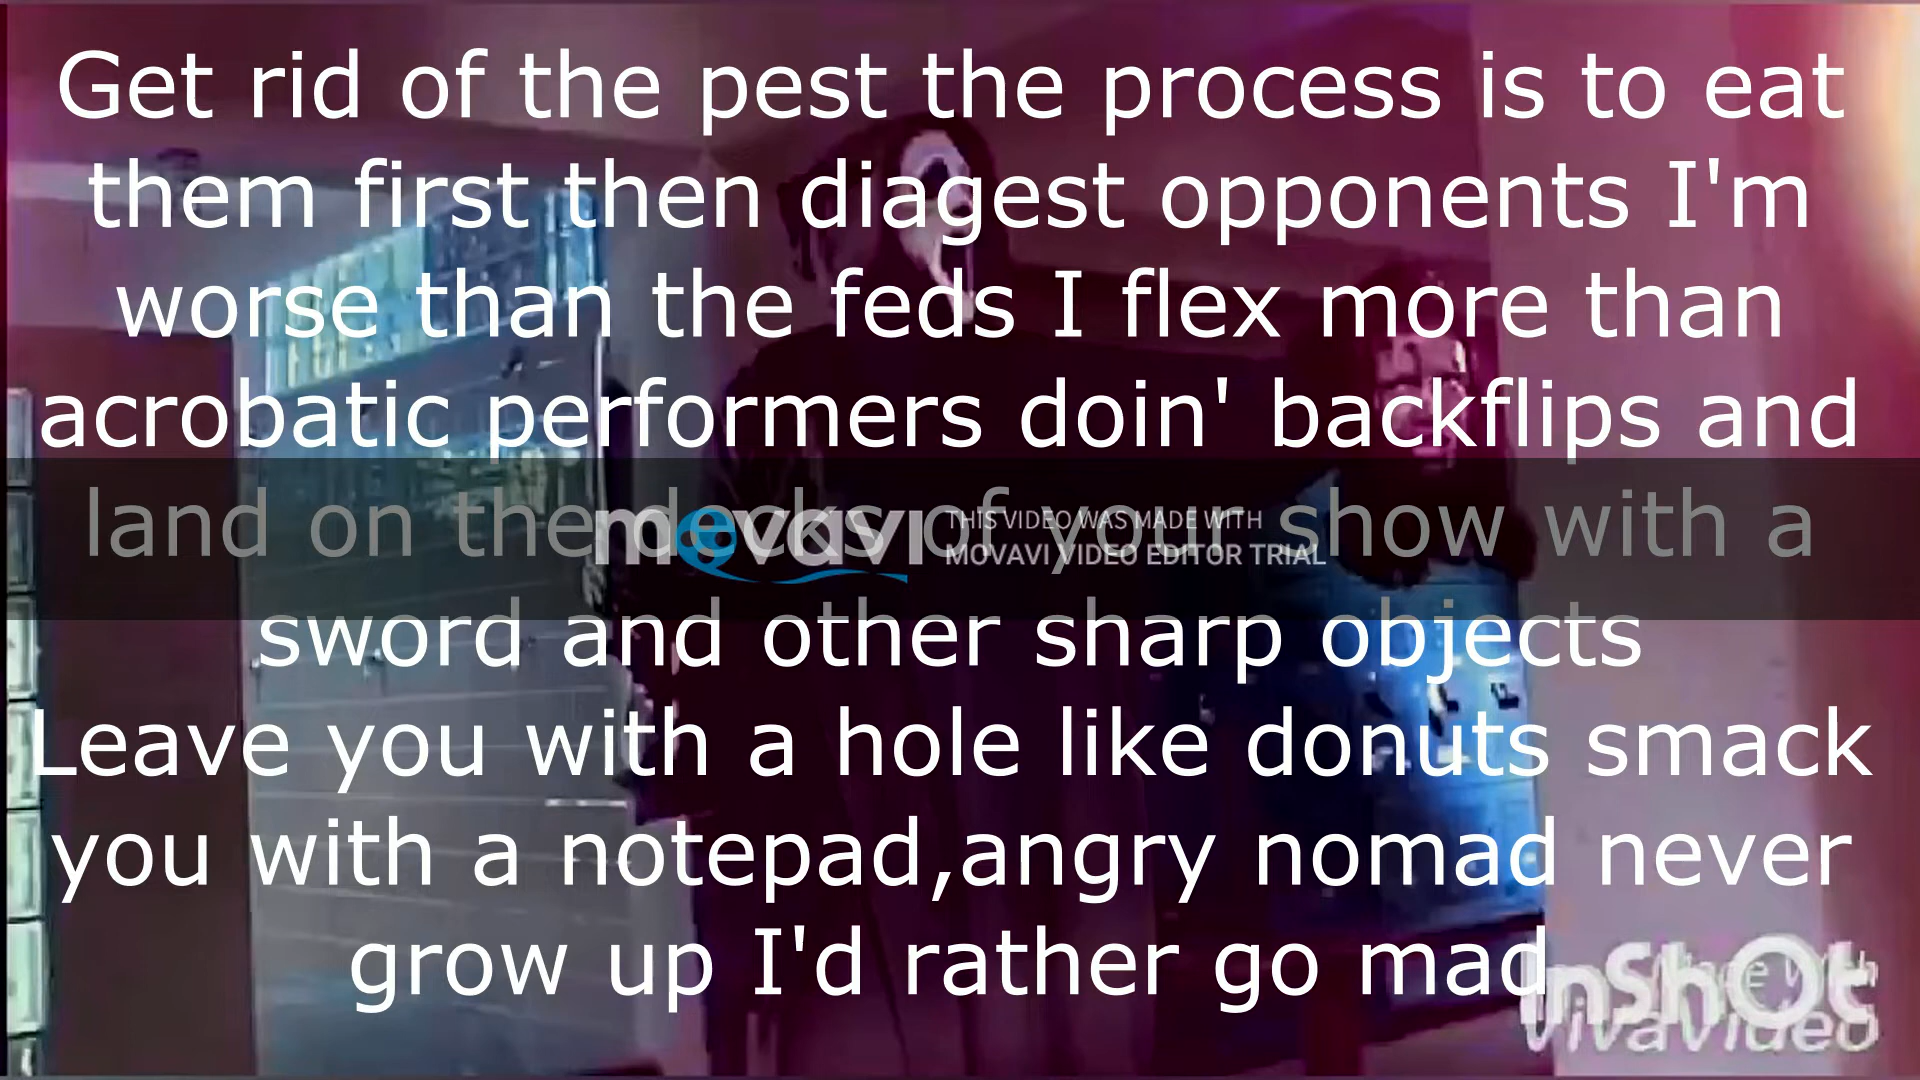 Get rid of the pest the process is to eat
them first then diagest opponents I'm
worse than the feds I flex more than
acrobatic performers doin' backflips and
land on the decks of your show with a
movavi
THIS VIDEO WAS MADE WITH
MOVAVI VIDEO EDITOR TRIAL
sword and other sharp objects
Leave you with a hole like donuts smack
you with a notepad,angry nomad never
grow up I'd rather go mad
InShOt
VivaVideo